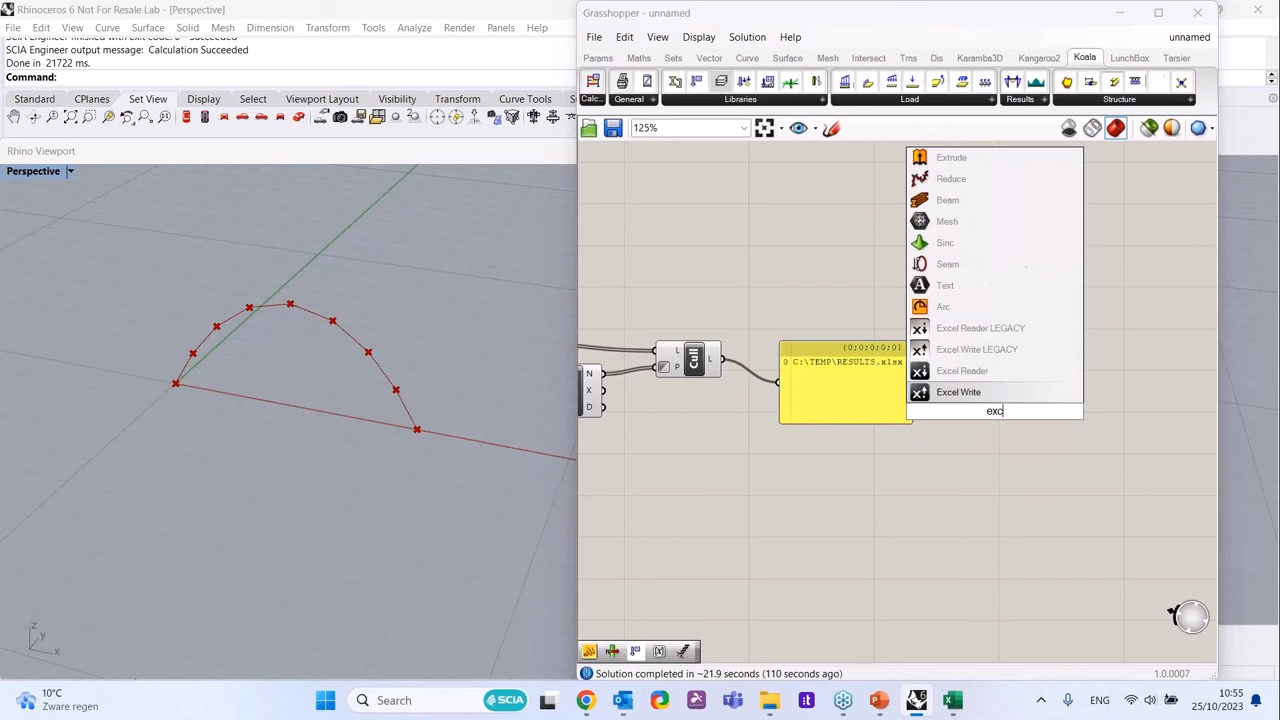 Rhinoceros 6 Not For Resale Lab - [Perspective]
File Edit View Curve Surface Solid Mesh Dimension Transform Tools Analyze Render Panels Help
SCIA Engineer output message: Calculation Succeeded
Done in 21722 ms.
Command:
Standard CPlanes Set View Display Select Viewport Layout Visibility Transform Curve Tools
Rhino Viewport
Perspective
z
y
x
Grasshopper - unnamed
File Edit View Display Solution Help unnamed
Params Maths Sets Vector Curve Surface Mesh Intersect Trns Dis Karamba3D Kangaroo2 Koala LunchBox Tarsier
Calc... General Libraries Load Results Structure
125%
Extrude
Reduce
Beam
Mesh
Sinc
Seam
Text
Arc
Excel Reader LEGACY
Excel Write LEGACY
Excel Reader
Excel Write
exc
L
P
Cull
L
N
X
D
{0;0;0;0;0}
0 C:\TEMP\RESULTS.xlsx
Solution completed in ~21.9 seconds (110 seconds ago) 1.0.0007
10°C
Zware regen
Search
SCIA
ENG
10:55
25/10/2023